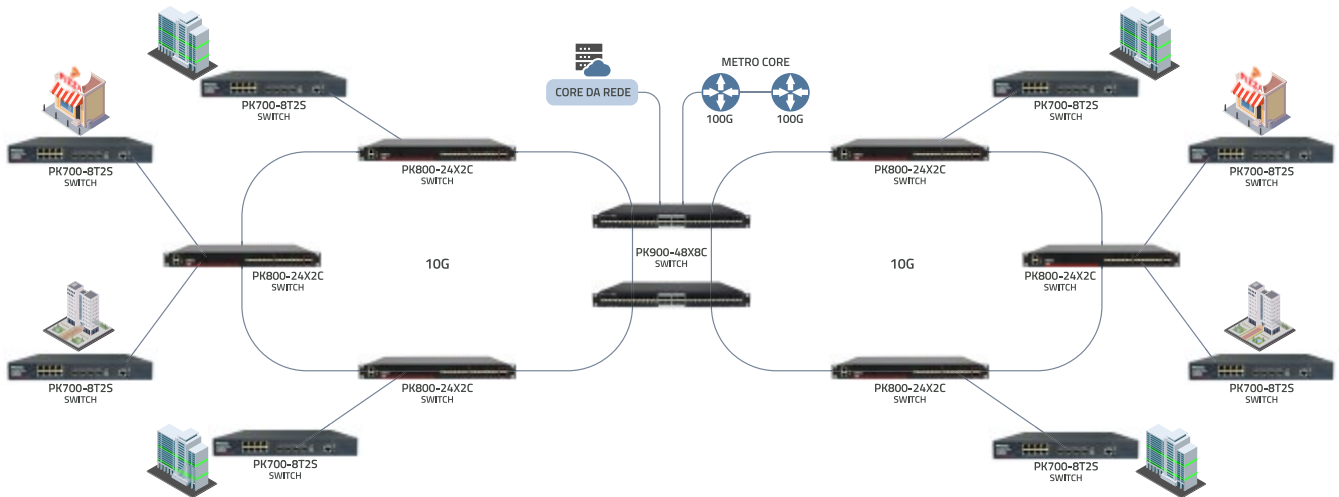 METRO CORE
CORE DA REDE
100G
100G
PK700-8T2S
SWITCH
PK700-8T2S
SWITCH
PIZZA
PK700-8T2S
SWITCH
PK800-24X2C
SWITCH
PK800-24X2C
SWITCH
PIZZA
PK700-8T2S
SWITCH
PK900-48X8C
SWITCH
10G
10G
PK800-24X2C
SWITCH
PK800-24X2C
SWITCH
PK700-8T2S
SWITCH
PK800-24X2C
SWITCH
PK800-24X2C
SWITCH
PK700-8T2S
SWITCH
PK700-8T2S
SWITCH
PK700-8T2S
SWITCH